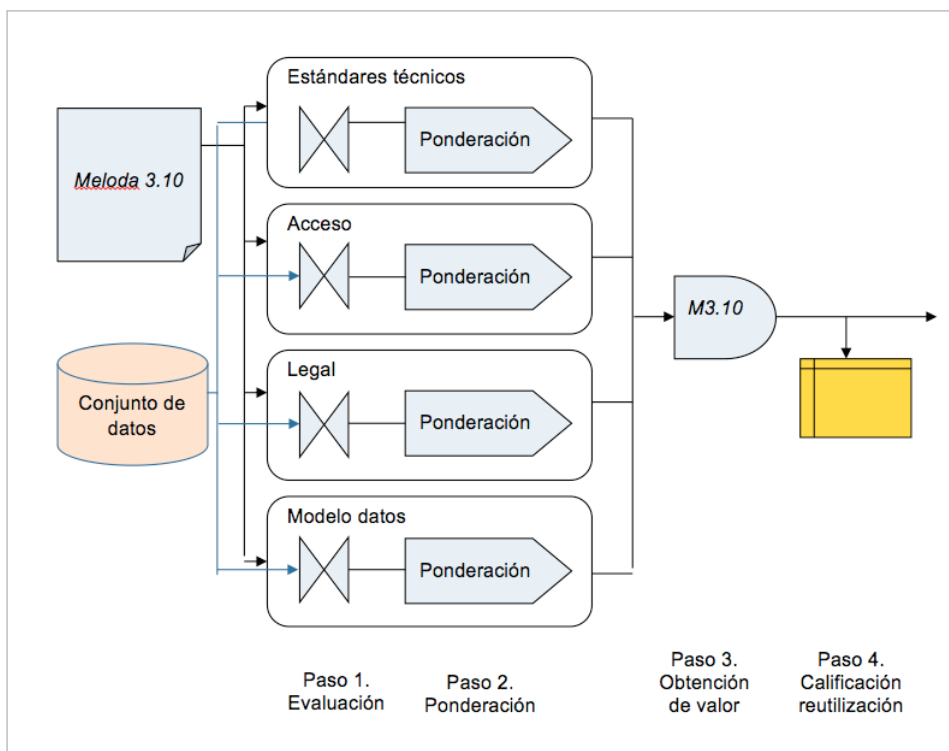 Estándares técnicos
Ponderación
Meloda 3.10
Acceso
Ponderación
M3.10
Legal
Conjunto de
datos
Ponderación
Modelo datos
Ponderación
Paso 1.
Evaluación
Paso 2.
Ponderación
Paso 3.
Obtención
de valor
Paso 4.
Calificación
reutilización